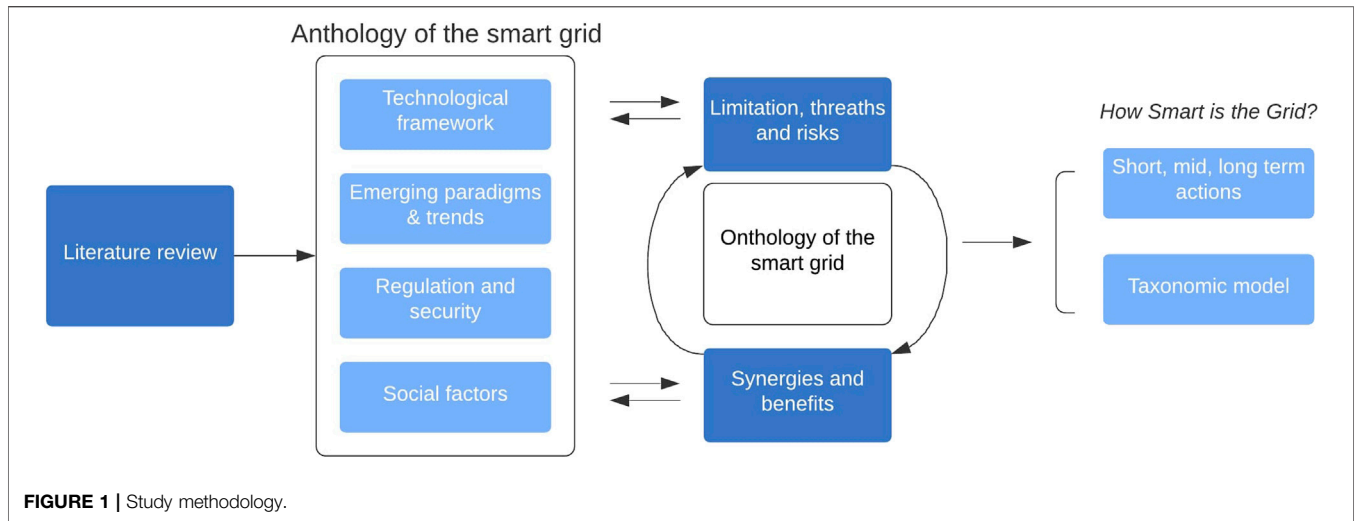 Anthology of the smart grid
Literature review
Technological
framework
Emerging paradigms
& trends
Regulation and
security
Social factors
Limitation, threaths
and risks
Onthology of the
smart grid
Synergies and
benefits
How Smart is the Grid?
Short, mid, long term
actions
Taxonomic model
FIGURE 1 | Study methodology.